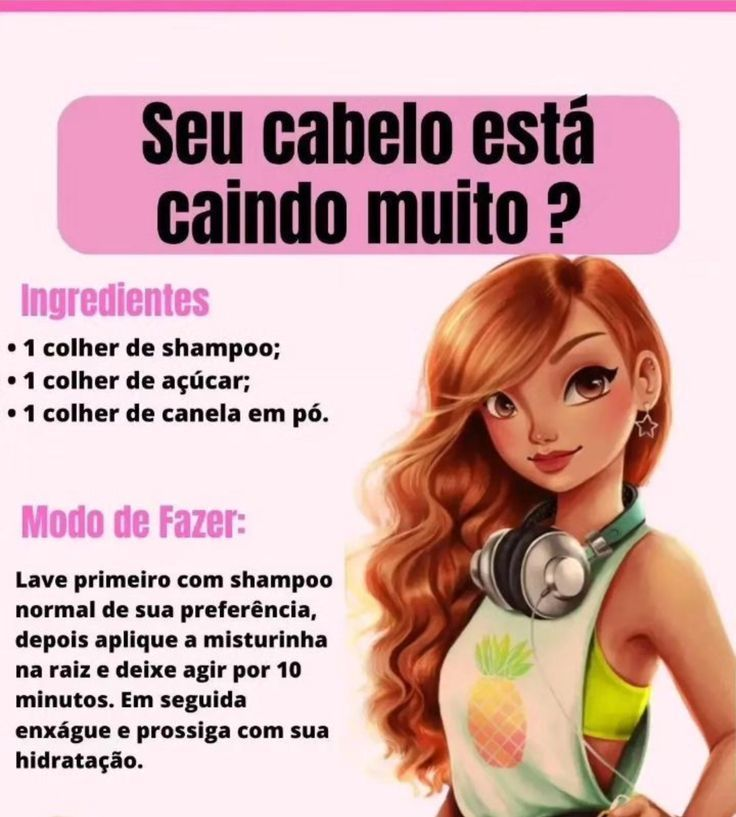 Seu cabelo está
caindo muito ?
Ingredientes
• 1 colher de shampoo;
• 1 colher de açúcar;
• 1 colher de canela em pó.
Modo de Fazer:
Lave primeiro com shampoo
normal de sua preferência,
depois aplique a misturinha
na raiz e deixe agir por 10
minutos. Em seguida
enxágue e prossiga com sua
hidratação.